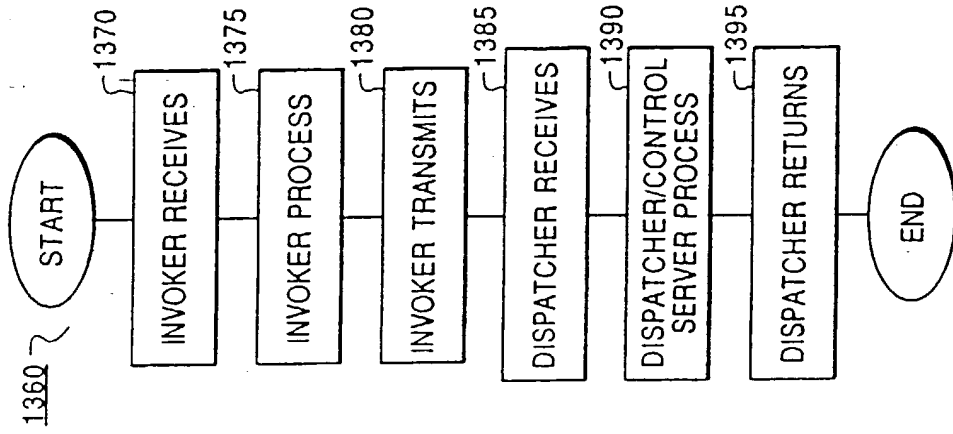 1360
START
1370
INVOKER RECEIVES
1375
INVOKER PROCESS
1380
INVOKER TRANSMITS
1385
DISPATCHER RECEIVES
1390
DISPATCHER/CONTROL
SERVER PROCESS
1395
DISPATCHER RETURNS
END